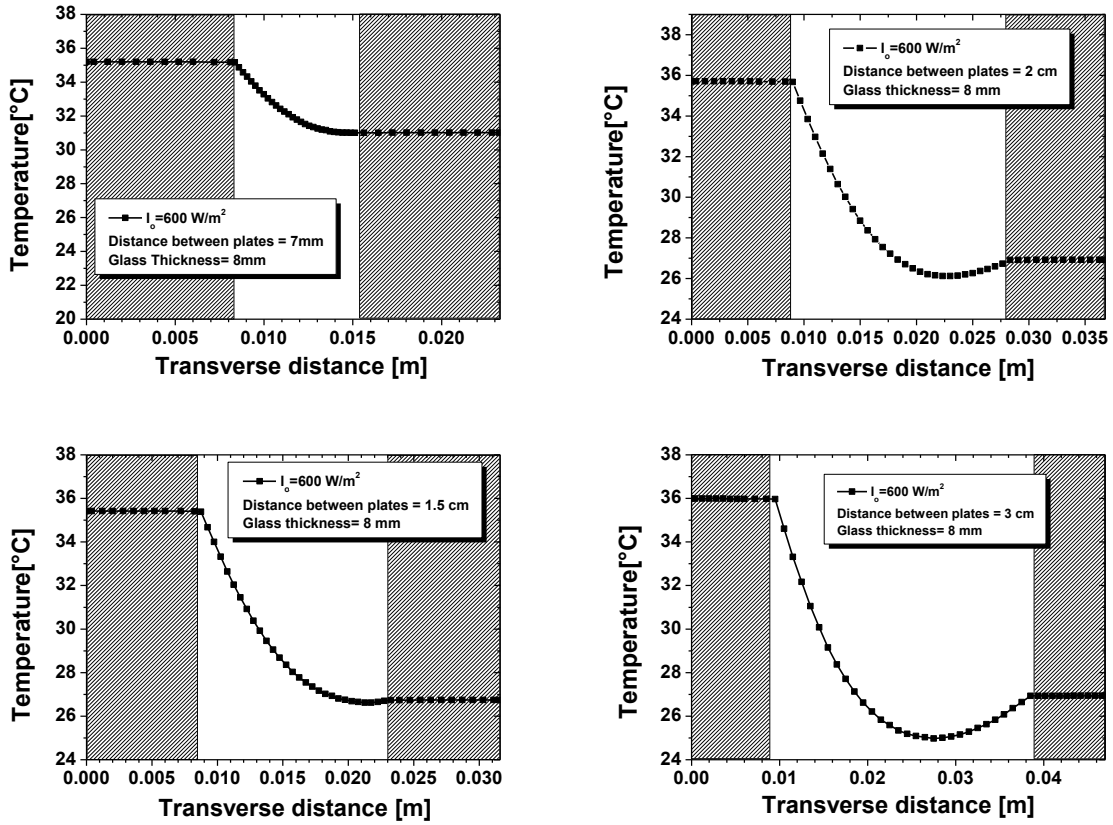 38
36
34
32
30
28
26
24
22
20
Temperature[°C]
I₀=600 W/m²
Distance between plates = 7mm
Glass Thickness= 8mm
0.000 0.005 0.010 0.015 0.020
Transverse distance [m]
40
38
36
34
32
30
28
26
24
Temperature[°C]
I₀=600 W/m²
Distance between plates = 2 cm
Glass thickness= 8 mm
0.000 0.005 0.010 0.015 0.020 0.025 0.030 0.035
Transverse distance [m]
38
36
34
32
30
28
26
24
Temperature[°C]
I₀=600 W/m²
Distance between plates = 1.5 cm
Glass thickness= 8 mm
0.000 0.005 0.010 0.015 0.020 0.025 0.030
Transverse distance [m]
38
36
34
32
30
28
26
24
Temperature[°C]
I₀=600 W/m²
Distance between plates = 3 cm
Glass thickness= 8 mm
0.00 0.01 0.02 0.03 0.04
Transverse distance [m]